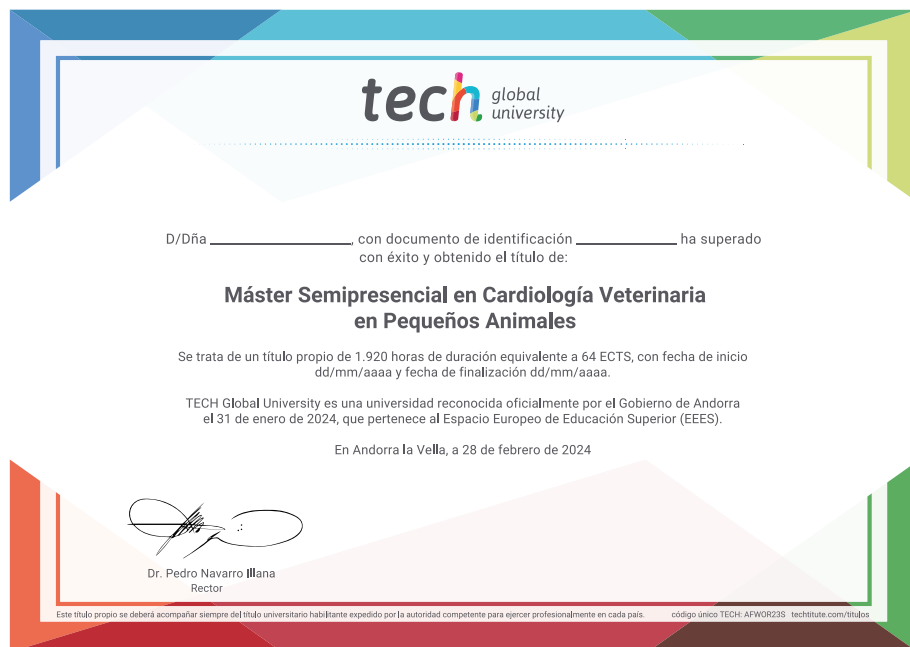 tech global university
D/Dña ____________________, con documento de identificación ______________ ha superado
con éxito y obtenido el título de:
Máster Semipresencial en Cardiología Veterinaria
en Pequeños Animales
Se trata de un título propio de 1.920 horas de duración equivalente a 64 ECTS, con fecha de inicio
dd/mm/aaaa y fecha de finalización dd/mm/aaaa.
TECH Global University es una universidad reconocida oficialmente por el Gobierno de Andorra
el 31 de enero de 2024, que pertenece al Espacio Europeo de Educación Superior (EEES).
En Andorra la Vella, a 28 de febrero de 2024
Dr. Pedro Navarro Illana
Rector
Este título propio se deberá acompañar siempre del título universitario habilitante expedido por la autoridad competente para ejercer profesionalmente en cada país. código único TECH: AFWOR23S techtitute.com/titulos